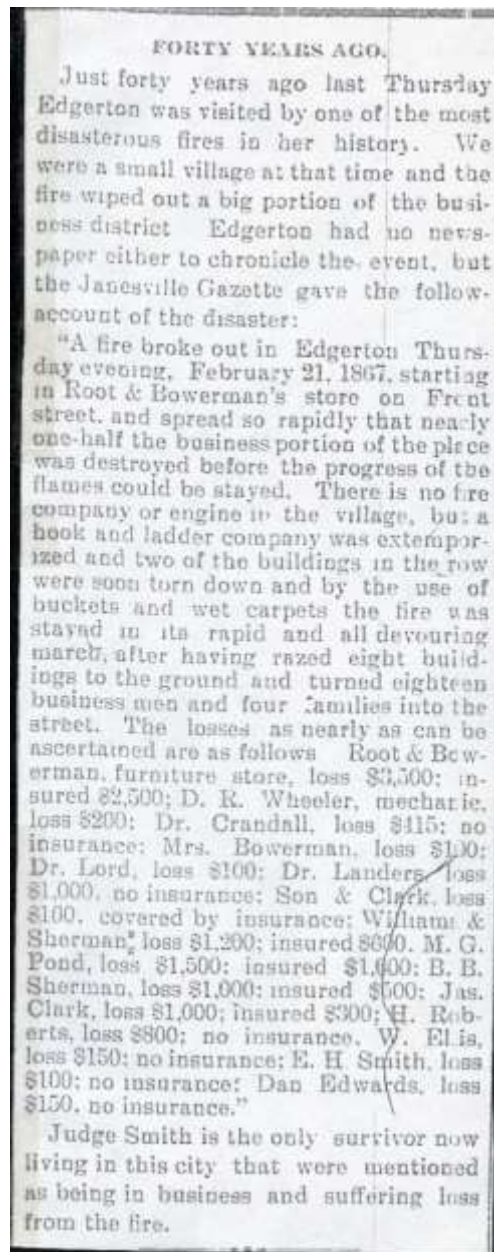 FORTY YEARS AGO.
Just forty years ago last Thursday
Edgerton was visited by one of the most
disasterous fires in her history. We
were a small village at that time and the
fire wiped out a big portion of the busi-
ness district Edgerton had no news-
paper either to chronicle the event, but
the Janesville Gazette gave the follow-
account of the disaster:
"A fire broke out in Edgerton Thurs-
day evening, February 21, 1867, starting
in Root & Bowerman's store on Front
street, and spread so rapidly that nearly
one-half the business portion of the place
was destroyed before the progress of the
flames could be stayed. There is no fire
company or engine in the village, but a
hook and ladder company was extempor-
ized and two of the buildings in the row
were soon torn down and by the use of
buckets and wet carpets the fire was
stayed in its rapid and all devouring
march, after having razed eight build-
ings to the ground and turned eighteen
business men and four families into the
street. The losses as nearly as can be
ascertained are as follows Root & Bow-
erman, furniture store, loss $3,500; in-
sured $2,500; D. R. Wheeler, mechanic,
loss $200; Dr. Crandall, loss $415; no
insurance; Mrs. Bowerman, loss $100;
Dr. Lord, loss $100; Dr. Landers, loss
$1,000, no insurance; Son & Clark, loss
$100, covered by insurance; Williams &
Sherman, loss $1,200; insured $600. M. G.
Pond, loss $1,500; insured $1,000; B. B.
Sherman, loss $1,000; insured $500; Jas.
Clark, loss $1,000; insured $300; H. Rob-
erts, loss $800; no insurance. W. Ellis,
loss $150; no insurance; E. H Smith, loss
$100; no insurance; Dan Edwards, loss
$150, no insurance."
Judge Smith is the only survivor now
living in this city that were mentioned
as being in business and suffering loss
from the fire.